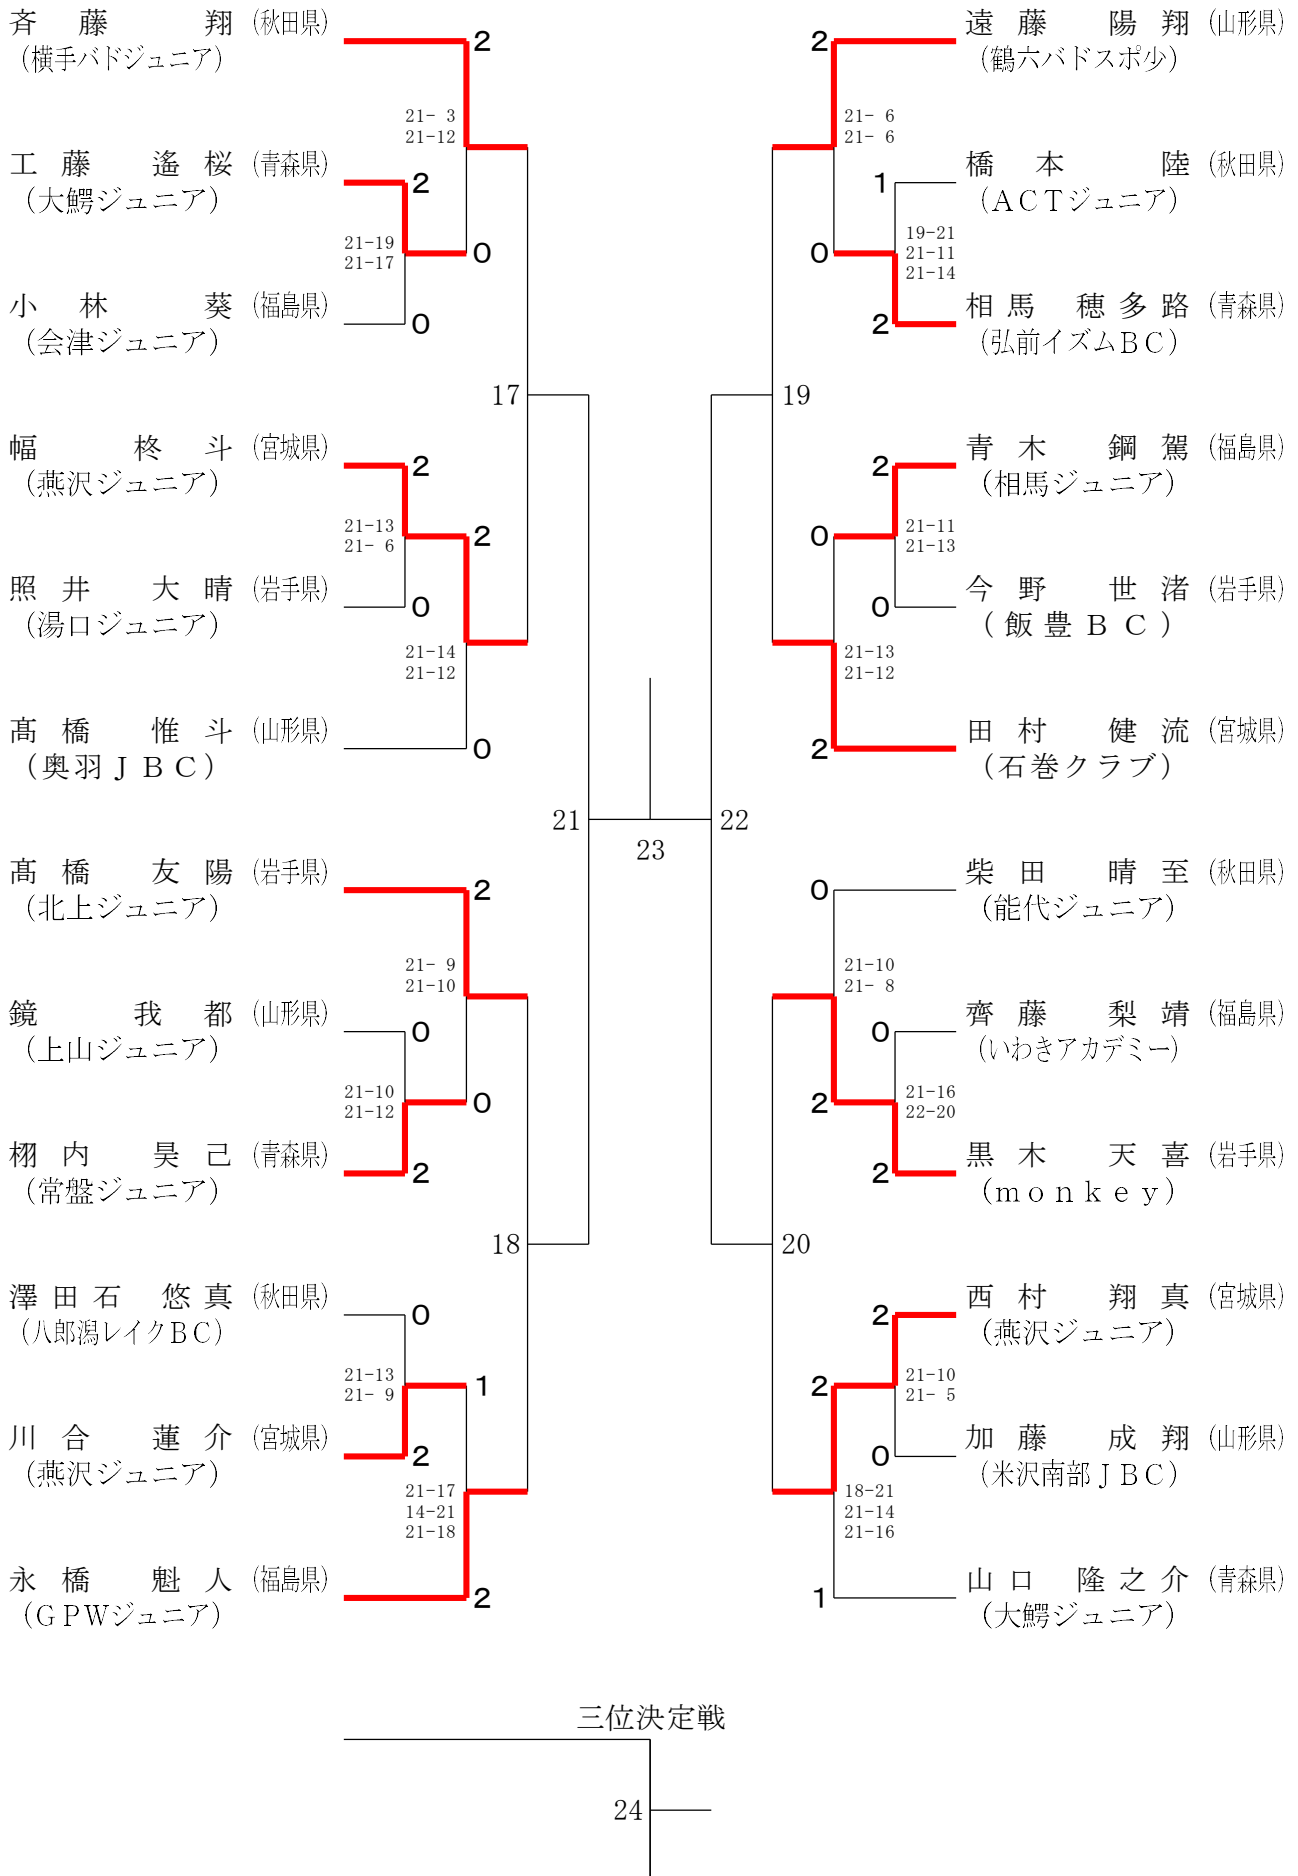 斉藤 翔 (秋田県)
(横手バドジュニア)
2
21- 3
21-12
工藤 遙桜 (青森県)
(大鰐ジュニア)
2
21-19
21-17
0
小林 葵 (福島県)
(会津ジュニア)
0
17
幅 柊斗 (宮城県)
(燕沢ジュニア)
2
21-13
21- 6
2
照井 大晴 (岩手県)
(湯口ジュニア)
0
21-14
21-12
髙橋 惟斗 (山形県)
(奥羽JBC)
0
21
髙橋 友陽 (岩手県)
(北上ジュニア)
2
21- 9
21-10
鏡 我都 (山形県)
(上山ジュニア)
0
21-10
21-12
0
栩内 昊己 (青森県)
(常盤ジュニア)
2
18
澤田石 悠真 (秋田県)
(八郎潟レイクBC)
0
21-13
21- 9
1
川合 蓮介 (宮城県)
(燕沢ジュニア)
2
21-17
14-21
21-18
永橋 魁人 (福島県)
(GPWジュニア)
2
23
2
遠藤 陽翔 (山形県)
(鶴六バドスポ少)
21- 6
21- 6
1
橋本 陸 (秋田県)
(ACTジュニア)
0
19-21
21-11
21-14
2
相馬 穂多路 (青森県)
(弘前イズムBC)
19
2
青木 鋼駕 (福島県)
(相馬ジュニア)
0
21-11
21-13
0
今野 世渚 (岩手県)
(飯豊BC)
21-13
21-12
2
田村 健流 (宮城県)
(石巻クラブ)
22
0
柴田 晴至 (秋田県)
(能代ジュニア)
21-10
21- 8
0
齊藤 梨靖 (福島県)
(いわきアカデミー)
2
21-16
22-20
2
黒木 天喜 (岩手県)
(monkey)
20
2
西村 翔真 (宮城県)
(燕沢ジュニア)
2
21-10
21- 5
0
加藤 成翔 (山形県)
(米沢南部JBC)
18-21
21-14
21-16
1
山口 隆之介 (青森県)
(大鰐ジュニア)
三位決定戦
24